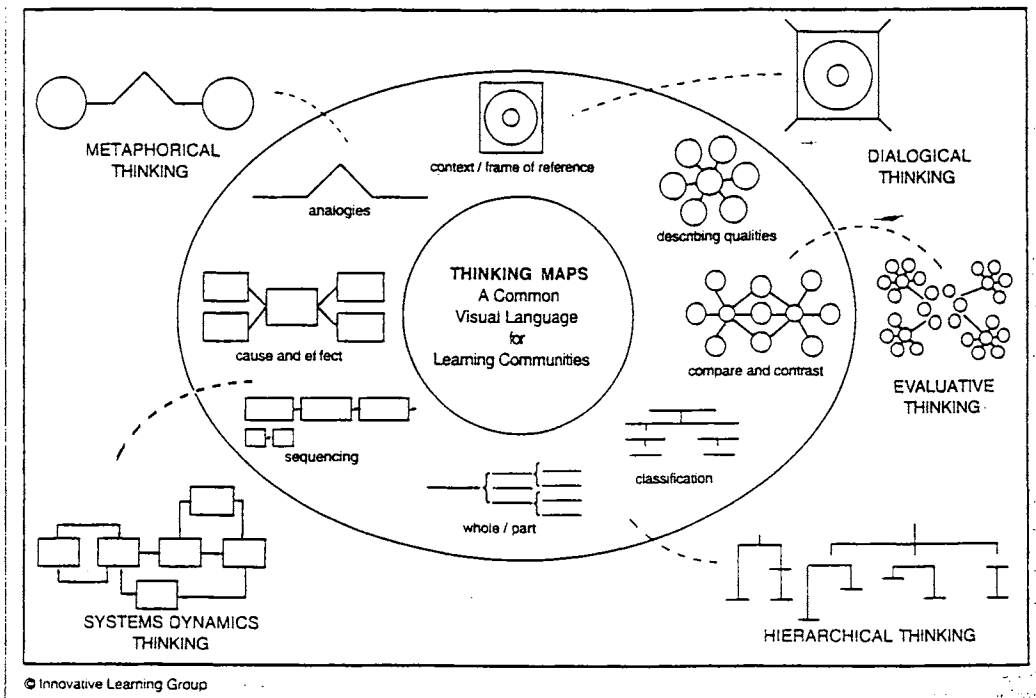 METAPHORICAL
THINKING
context / frame of reference
DIALOGICAL
THINKING
analogies
describing qualities
THINKING MAPS
A Common
Visual Language
for
Learning Communities
cause and effect
compare and contrast
EVALUATIVE
THINKING
sequencing
classification
whole / part
SYSTEMS DYNAMICS
THINKING
HIERARCHICAL THINKING
© Innovative Learning Group